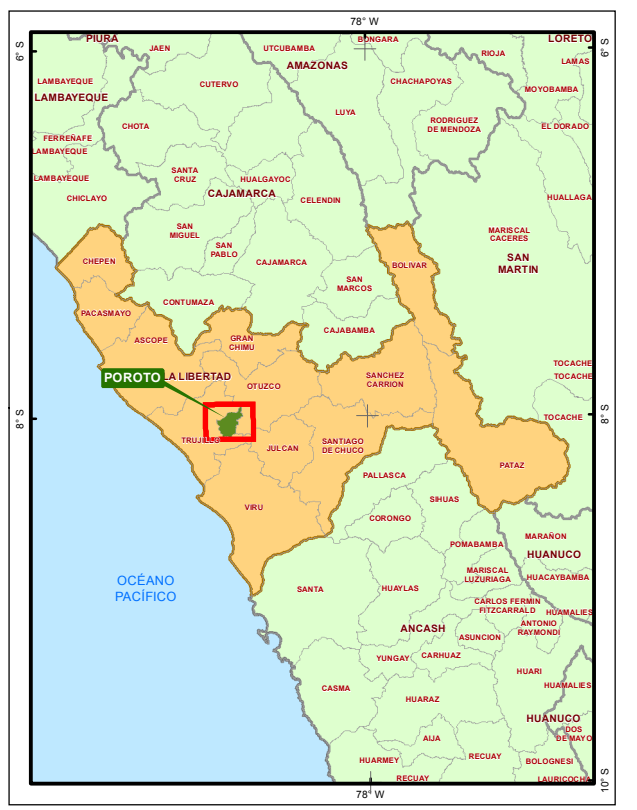 78° W
6° S
6° S
PIURA
JAEN
UTCUBAMBA
BONGARA
RIOJA
LORETO
LAMAS
AMAZONAS
LAMBAYEQUE
CUTERVO
CHACHAPOYAS
MOYOBAMBA
LAMBAYEQUE
LUYA
RODRIGUEZ
DE MENDOZA
CHOTA
EL DORADO
FERREÑAFE
LAMBAYEQUE
LAMBAYEQUE
SANTA
CRUZ
HUALGAYOC
CAJAMARCA
CHICLAYO
CELENDIN
HUALLAGA
SAN
MIGUEL
SAN
PABLO
MARISCAL
CACERES
SAN
MARTIN
CHEPEN
CAJAMARCA
BOLIVAR
SAN
MARCOS
CONTUMAZA
PACASMAYO
CAJABAMBA
ASCOPE
GRAN
CHIMU
TOCACHE
TOCACHE
POROTO
LA LIBERTAD
OTUZCO
SANCHEZ
CARRION
8° S
8° S
TOCACHE
TRUJILLO
JULCAN
SANTIAGO
DE CHUCO
PATAZ
PALLASCA
SIHUAS
VIRU
CORONGO
MARAÑON
POMABAMBA
HUANUCO
OCÉANO
PACÍFICO
SANTA
HUAYLAS
MARISCAL
LUZURIAGA
HUACAYBAMBA
CARLOS FERMIN
FITZCARRALD
HUAMALIES
ANCASH
ASUNCION
ANTONIO
RAYMONDI
YUNGAY
CARHUAZ
HUARI
CASMA
HUARAZ
HUAMALIES
HUANUCO
DOS
DE MAYO
AIJA
HUARMEY
RECUAY
BOLOGNESI
RECUAY
LAURICOCHA
10° S
78° W